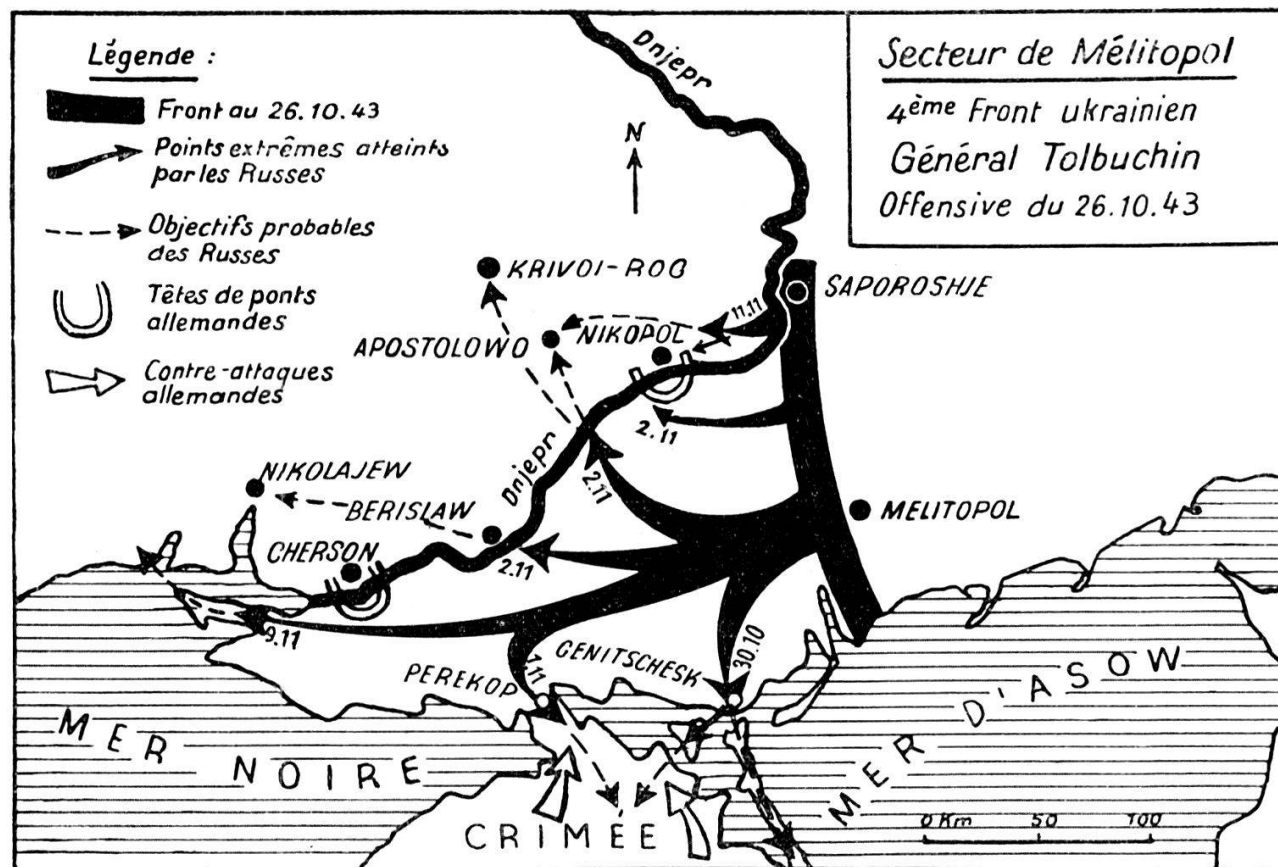 Légende :
Front au 26.10.43
Points extrêmes atteints
par les Russes
Objectifs probables
des Russes
Têtes de ponts
allemandes
Contre-attaques
allemandes
Secteur de Mélitopol
4ème Front ukrainien
Général Tolbuchin
Offensive du 26.10.43
Dnjepr
N
KRIVOI-ROG
SAPOROSHJE
11.11
NIKOPOL
APOSTOLOWO
2.11
Dnjepr
2.11
NIKOLAJEW
BERISLAW
MELITOPOL
CHERSON
2.11
9.11
1.11
GENITSCHESK
30.10
PEREKOP
MER NOIRE
MER D'ASOW
CRIMÉE
0 Km 50 100